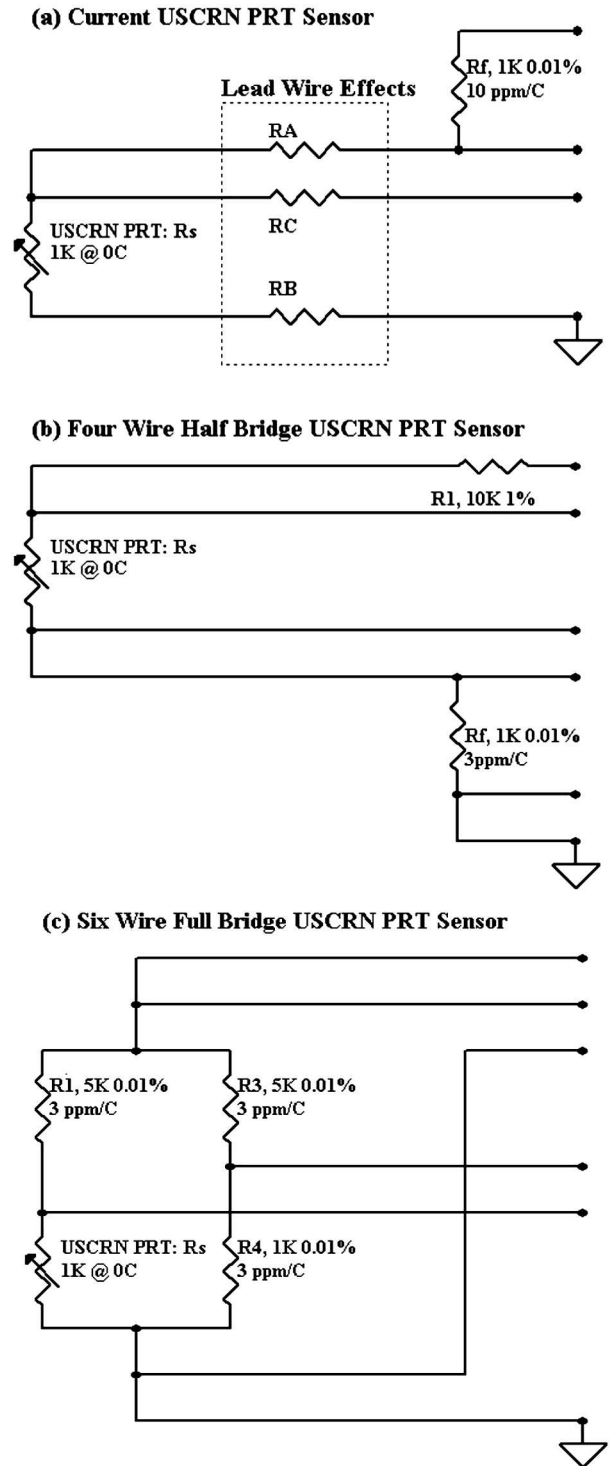 (a) Current USCRN PRT Sensor
Rf, 1K 0.01%
10 ppm/C
Lead Wire Effects
RA
RC
USCRN PRT: Rs
1K @ 0C
RB
(b) Four Wire Half Bridge USCRN PRT Sensor
R1, 10K 1%
USCRN PRT: Rs
1K @ 0C
Rf, 1K 0.01%
3ppm/C
(c) Six Wire Full Bridge USCRN PRT Sensor
R1, 5K 0.01%
3 ppm/C
R3, 5K 0.01%
3 ppm/C
USCRN PRT: Rs
1K @ 0C
R4, 1K 0.01%
3 ppm/C